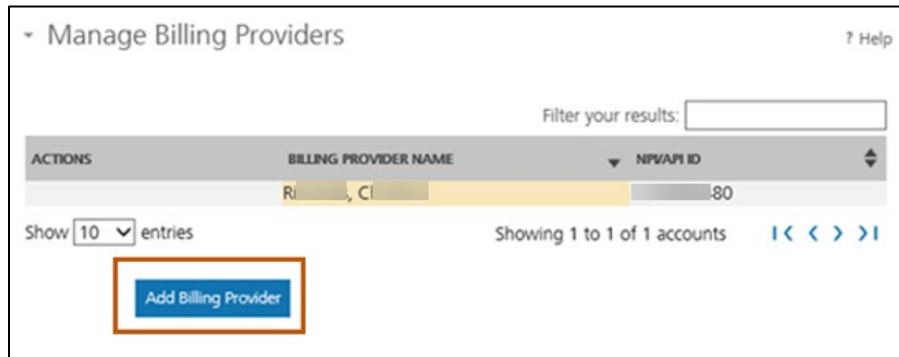 Manage Billing Providers ? Help
Filter your results:
ACTIONS BILLING PROVIDER NAME NPI/API ID
80
Show 10 entries Showing 1 to 1 of 1 accounts
Add Billing Provider